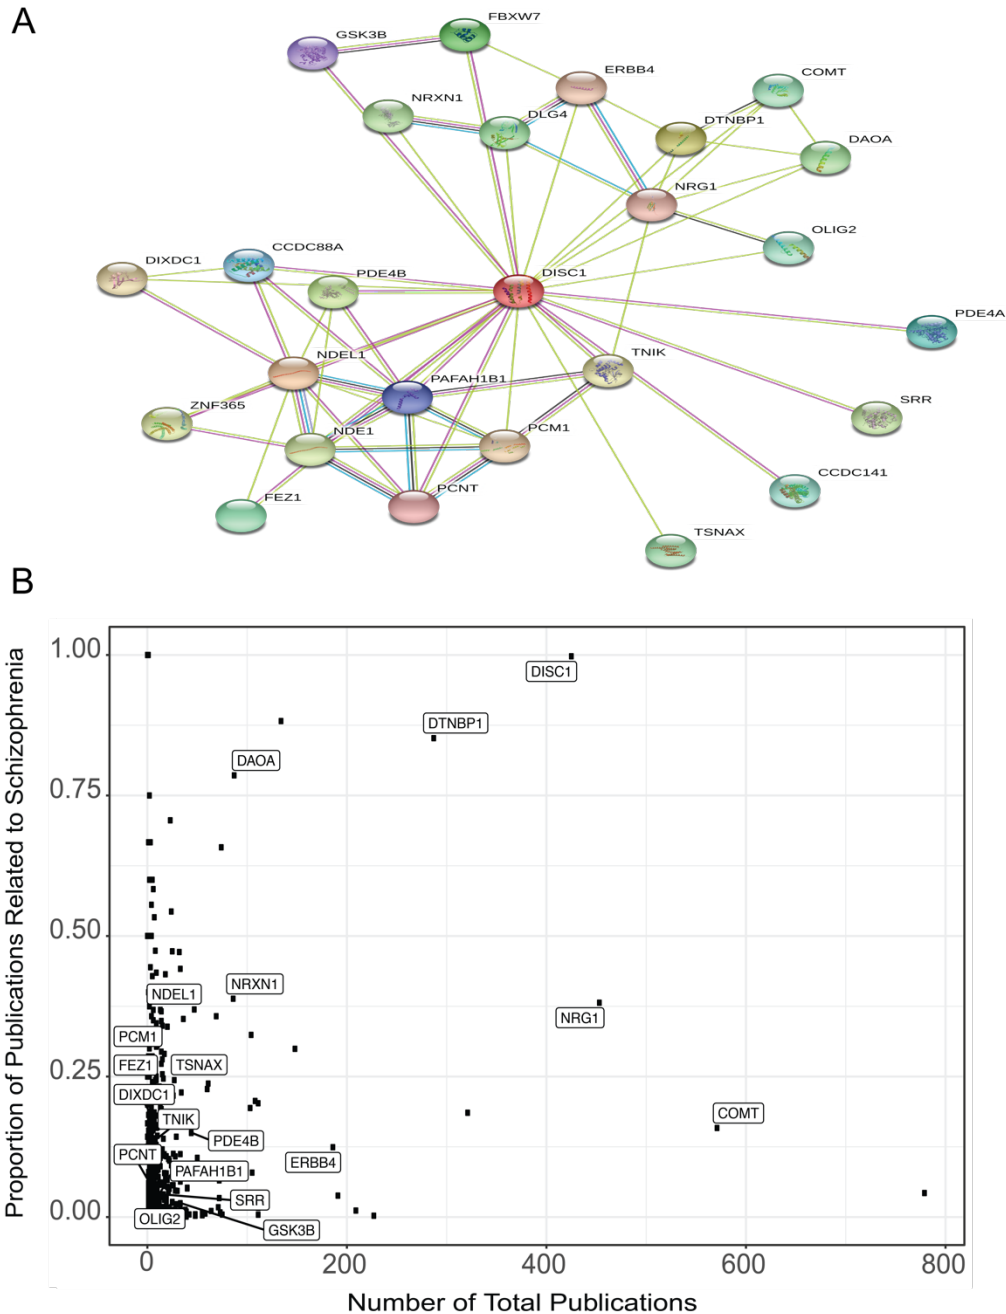 A
GSK3B
FBXW7
ERBB4
COMT
NRXN1
DLG4
DTNBP1
DAOA
NRG1
OLIG2
CCDC88A
DIXDC1
PDE4B
DISC1
PDE4A
NDEL1
TNIK
PAFAH1B1
ZNF365
SRR
NDE1
PCM1
CCDC141
FEZ1
PCNT
TSNAX
B
Proportion of Publications Related to Schizophrenia
1.00
0.75
0.50
0.25
0.00
DISC1
DTNBP1
DAOA
NRXN1
NDEL1
NRG1
PCM1
FEZ1
TSNAX
DIXDC1
TNIK
COMT
PDE4B
PCNT
ERBB4
PAFAH1B1
SRR
OLIG2
GSK3B
0
200
400
600
800
Number of Total Publications